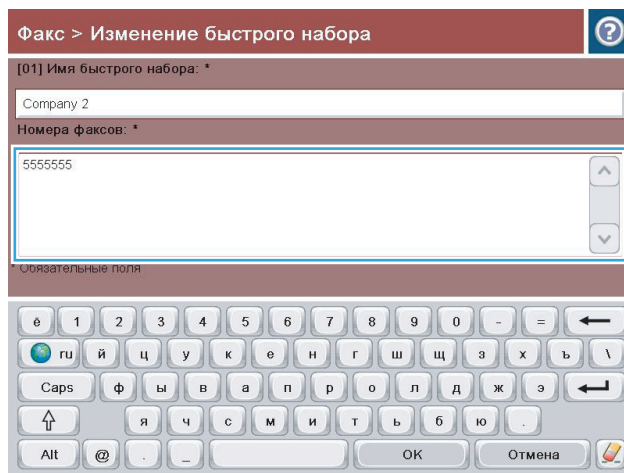 Факс > Изменение быстрого набора
?
[01] Имя быстрого набора: *
Company 2
Номера факсов: *
5555555
* Обязательные поля
ё 1 2 3 4 5 6 7 8 9 0 - =
ru й ц у к е н г ш щ з х ъ \
Caps ф ы в а п р о л д ж э
я ч с м и т ь б ю .
Alt @ . _ OK Отмена